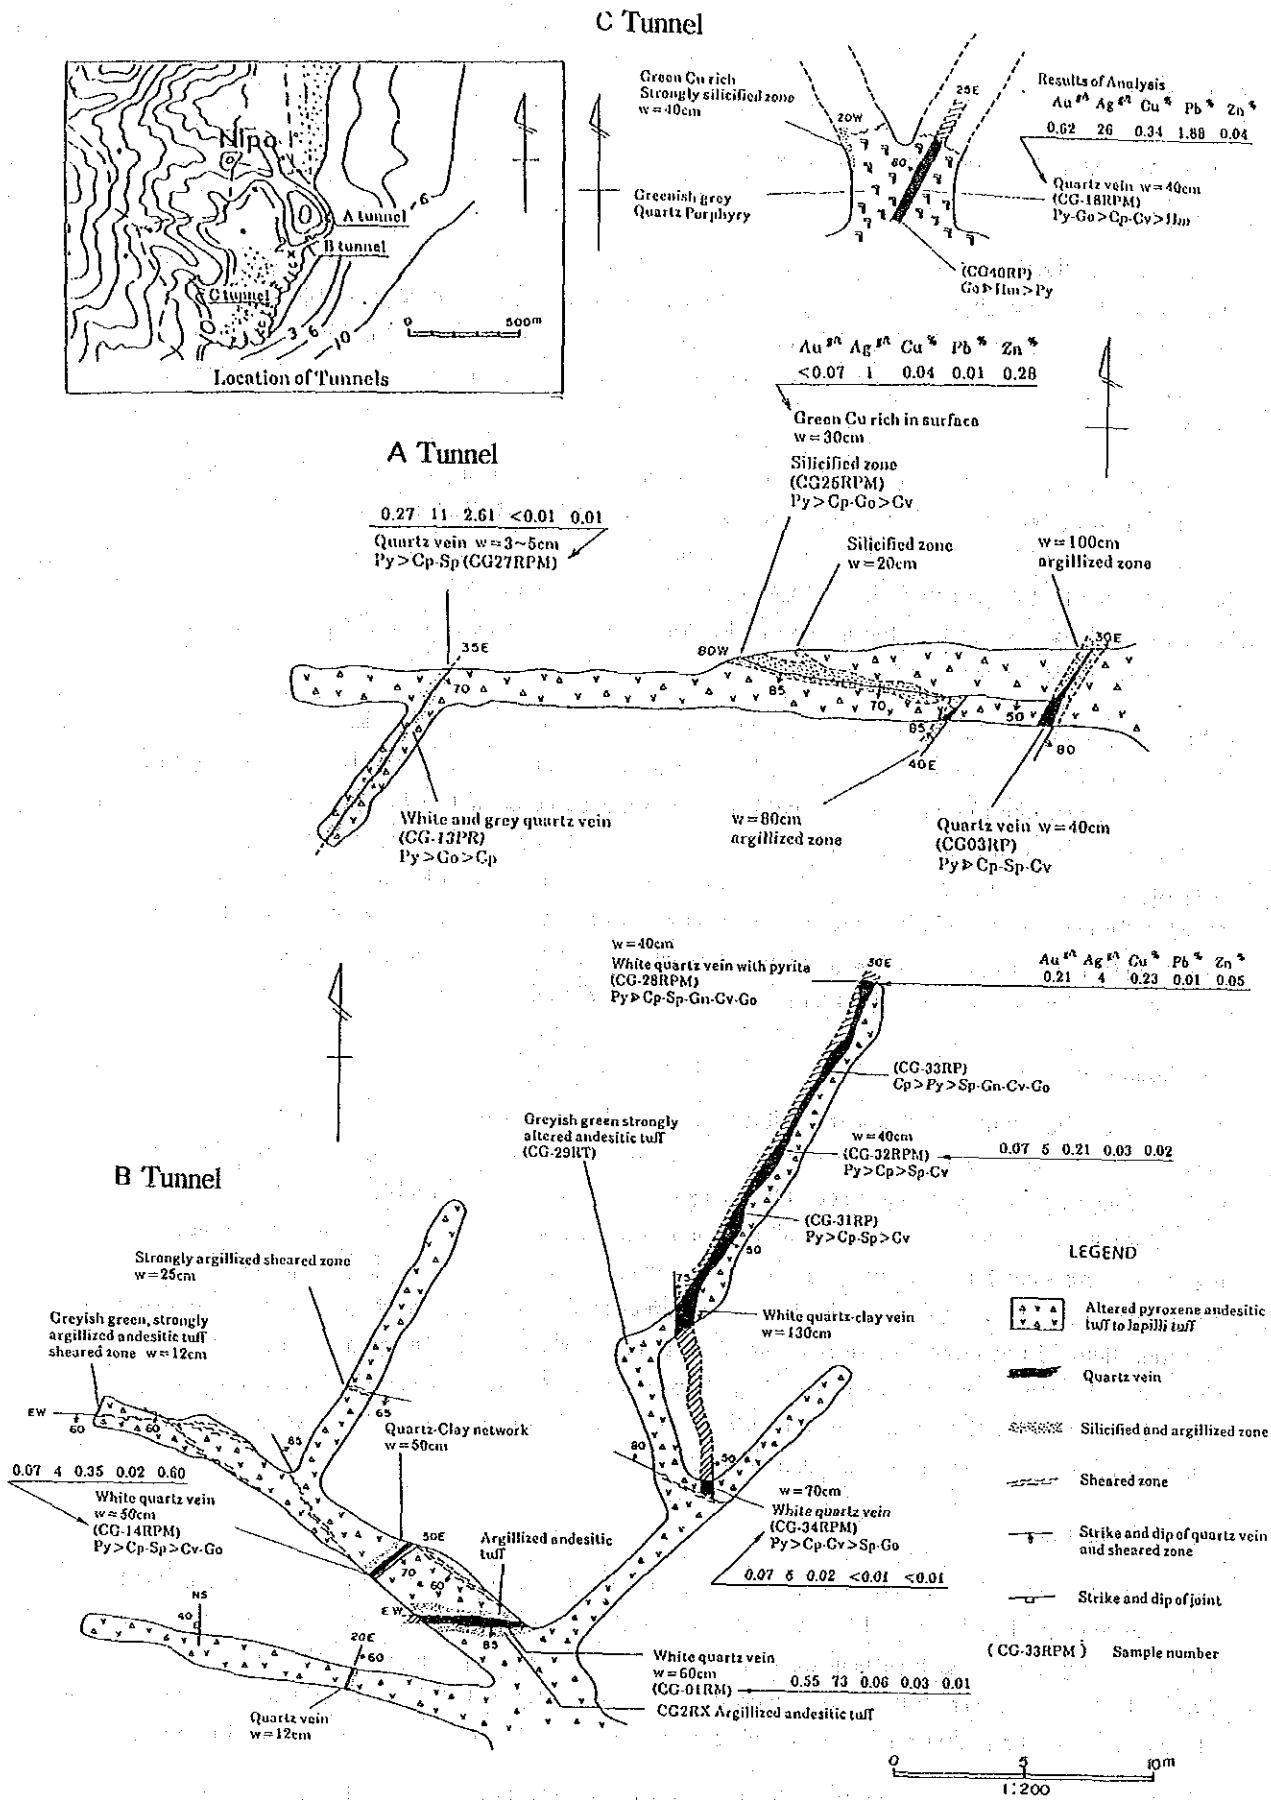 C Tunnel
Nipa
A tunnel
B tunnel
C tunnel
2
0
0
0
3
6
10
6
0 500m
Location of Tunnels
Green Cu rich
Strongly silicified zone
w=40cm
Greenish grey
Quartz Porphyry
20W
25E
80
Results of Analysis
Au g/t Ag g/t Cu % Pb % Zn %
0.62 26 0.34 1.88 0.04
Quartz vein w=40cm
(CG-18RPM)
Py-Go>Cp-Cv>Hm
(CG40RP)
Go>Hm>Py
A Tunnel
Au g/t Ag g/t Cu % Pb % Zn %
<0.07 1 0.04 0.01 0.28
Green Cu rich in surface
w=30cm
Silicified zone
(CG25RPM)
Py>Cp-Go>Cv
0.27 11 2.61 <0.01 0.01
Quartz vein w=3~5cm
Py>Cp-Sp (CG27RPM)
Silicified zone
w=20cm
w=100cm
argillized zone
35E
70
80W
85
70
85
40E
50
30E
80
White and grey quartz vein
(CG-13PR)
Py>Go>Cp
w=80cm
argillized zone
Quartz vein w=40cm
(CG03RP)
Py⊳Cp-Sp-Cv
B Tunnel
w=40cm
White quartz vein with pyrita
(CG-28RPM)
Py⊳Cp-Sp-Gn-Cv-Go
30E
Au g/t Ag g/t Cu % Pb % Zn %
0.21 4 0.23 0.01 0.05
(CG-33RP)
Cp>Py>Sp-Gn-Cv-Go
Greyish green strongly
altered andesitic tuff
(CG-29RT)
w=40cm
(CG-32RPM)
Py>Cp>Sp-Cv
0.07 5 0.21 0.03 0.02
(CG-31RP)
Py>Cp-Sp>Cv
50
75
White quartz-clay vein
w=130cm
Strongly argillized sheared zone
w=25cm
Greyish green, strongly
argillized andesitic tuff
sheared zone w=12cm
EW
60
60
85
65
Quartz-Clay network
w=50cm
0.07 4 0.35 0.02 0.60
White quartz vein
w=50cm
(CG-14RPM)
Py>Cp-Sp>Cv-Go
50E
70
60
Argillized andesitic
tuff
EW
85
80
50
w=70cm
White quartz vein
(CG-34RPM)
Py>Cp-Cv>Sp-Go
0.07 6 0.02 <0.01 <0.01
NS
40
20E
60
Quartz vein
w=12cm
White quartz vein
w=60cm
(CG-01RM)
0.55 73 0.06 0.03 0.01
CG2RX Argillized andesitic tuff
LEGEND
Altered pyroxene andesitic
tuff to lapilli tuff
Quartz vein
Silicified and argillized zone
Sheared zone
Strike and dip of quartz vein
and sheared zone
Strike and dip of joint
(CG-33RPM) Sample number
0 5 10m
1:200